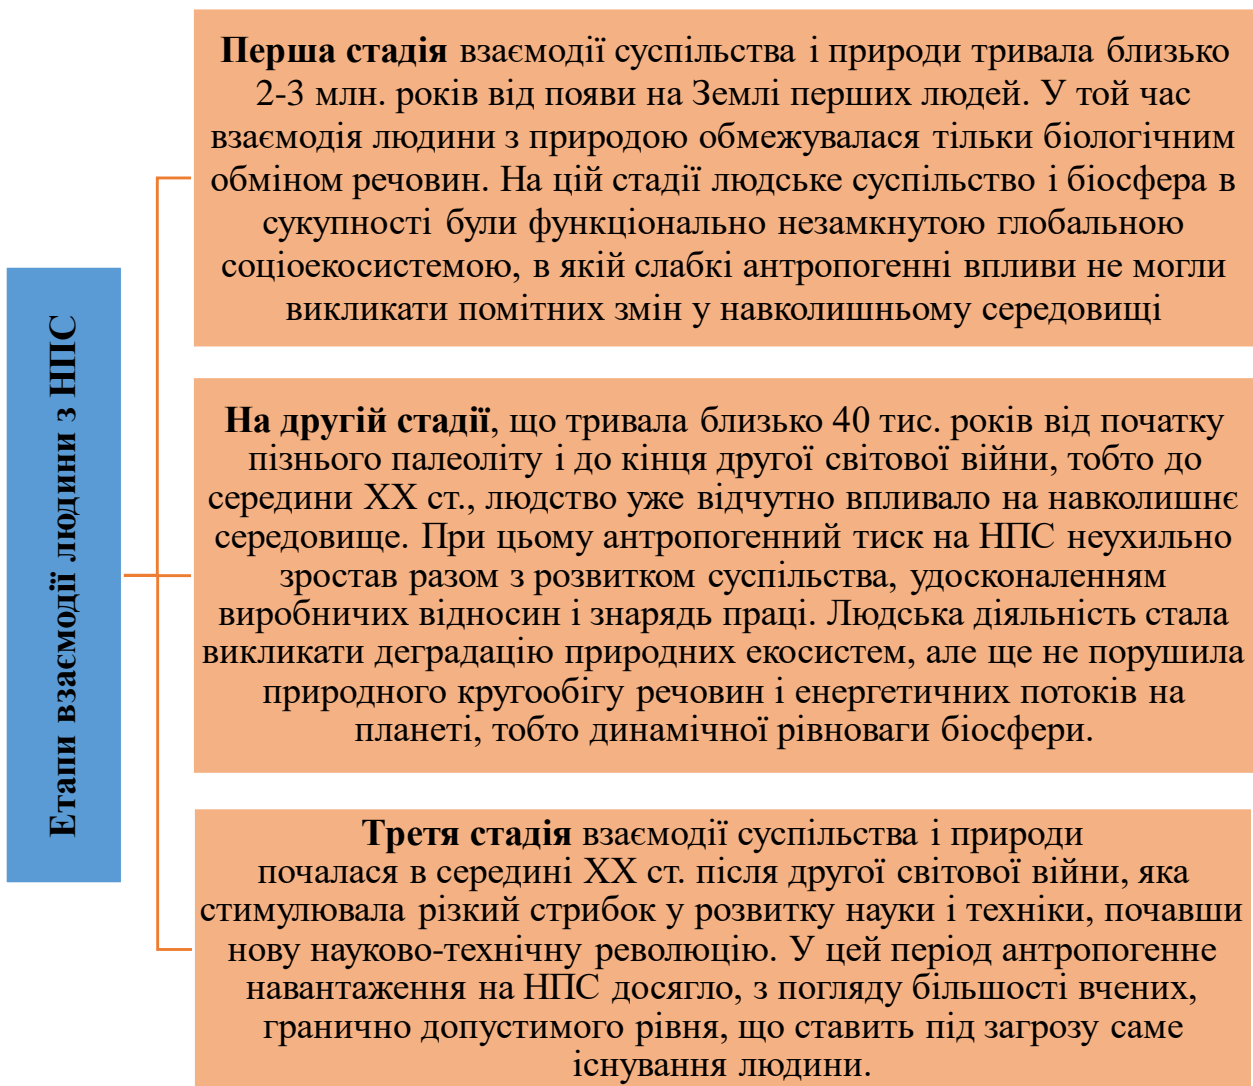 Етапи взаємодії людини з НПС
Перша стадія взаємодії суспільства і природи тривала близько
2-3 млн. років від появи на Землі перших людей. У той час
взаємодія людини з природою обмежувалася тільки біологічним
обміном речовин. На цій стадії людське суспільство і біосфера в
сукупності були функціонально незамкнутою глобальною
соціоекосистемою, в якій слабкі антропогенні впливи не могли
викликати помітних змін у навколишньому середовищі
На другій стадії, що тривала близько 40 тис. років від початку
пізнього палеоліту і до кінця другої світової війни, тобто до
середини XX ст., людство уже відчутно впливало на навколишнє
середовище. При цьому антропогенний тиск на НПС неухильно
зростав разом з розвитком суспільства, удосконаленням
виробничих відносин і знарядь праці. Людська діяльність стала
викликати деградацію природних екосистем, але ще не порушила
природного кругообігу речовин і енергетичних потоків на
планеті, тобто динамічної рівноваги біосфери.
Третя стадія взаємодії суспільства і природи
почалася в середині XX ст. після другої світової війни, яка
стимулювала різкий стрибок у розвитку науки і техніки, почавши
нову науково-технічну революцію. У цей період антропогенне
навантаження на НПС досягло, з погляду більшості вчених,
гранично допустимого рівня, що ставить під загрозу саме
існування людини.